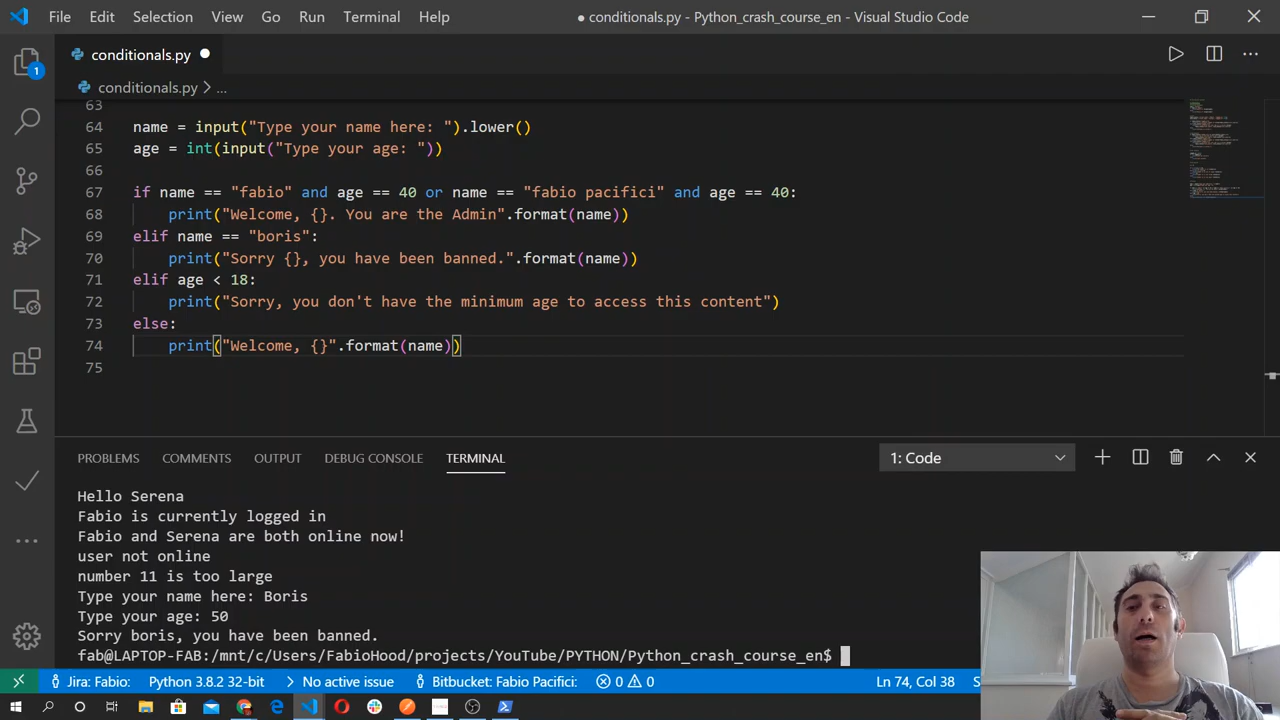 File Edit Selection View Go Run Terminal Help
● conditionals.py - Python_crash_course_en - Visual Studio Code
conditionals.py
conditionals.py > ...
1
63
64 name = input("Type your name here: ").lower()
65 age = int(input("Type your age: "))
66
67 if name == "fabio" and age == 40 or name == "fabio pacifici" and age == 40:
68 print("Welcome, {}. You are the Admin".format(name))
69 elif name == "boris":
70 print("Sorry {}, you have been banned.".format(name))
71 elif age < 18:
72 print("Sorry, you don't have the minimum age to access this content")
73 else:
74 print("Welcome, {}".format(name))
75
PROBLEMS COMMENTS OUTPUT DEBUG CONSOLE TERMINAL 1: Code
Hello Serena
Fabio is currently logged in
Fabio and Serena are both online now!
user not online
number 11 is too large
Type your name here: Boris
Type your age: 50
Sorry boris, you have been banned.
fab@LAPTOP-FAB:/mnt/c/Users/FabioHood/projects/YouTube/PYTHON/Python_crash_course_en$
Jira: Fabio: Python 3.8.2 32-bit No active issue Bitbucket: Fabio Pacifici: 0 0 Ln 74, Col 38